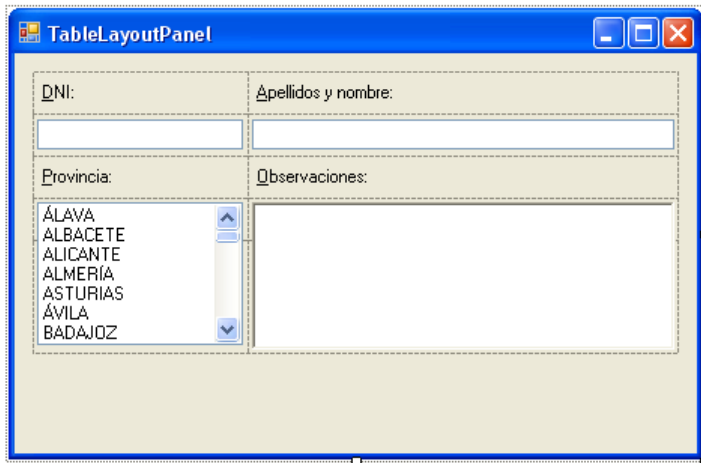 TableLayoutPanel
DNI:
Apellidos y nombre:
Provincia:
Observaciones:
ÁLAVA
ALBACETE
ALICANTE
ALMERÍA
ASTURIAS
ÁVILA
BADAJOZ